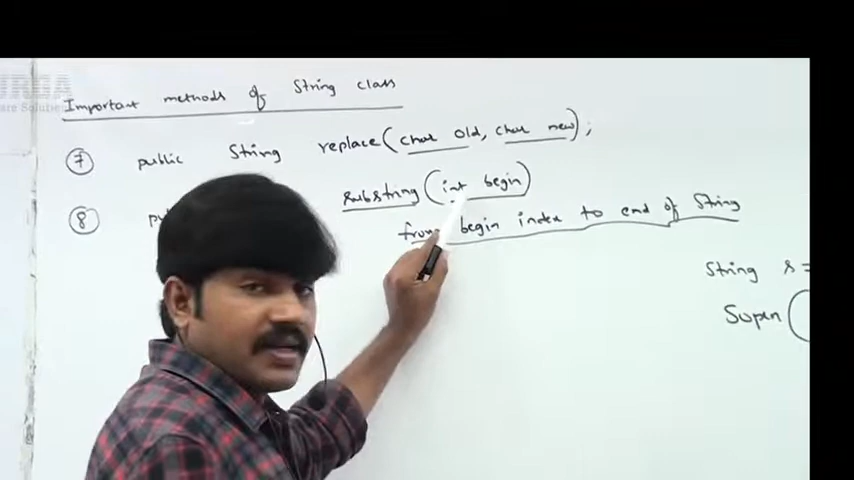 Important methods of String class
⑦ public String replace(char old, char new);
⑧ substring(int begin)
from begin index to end of String
String s =
Sopln(